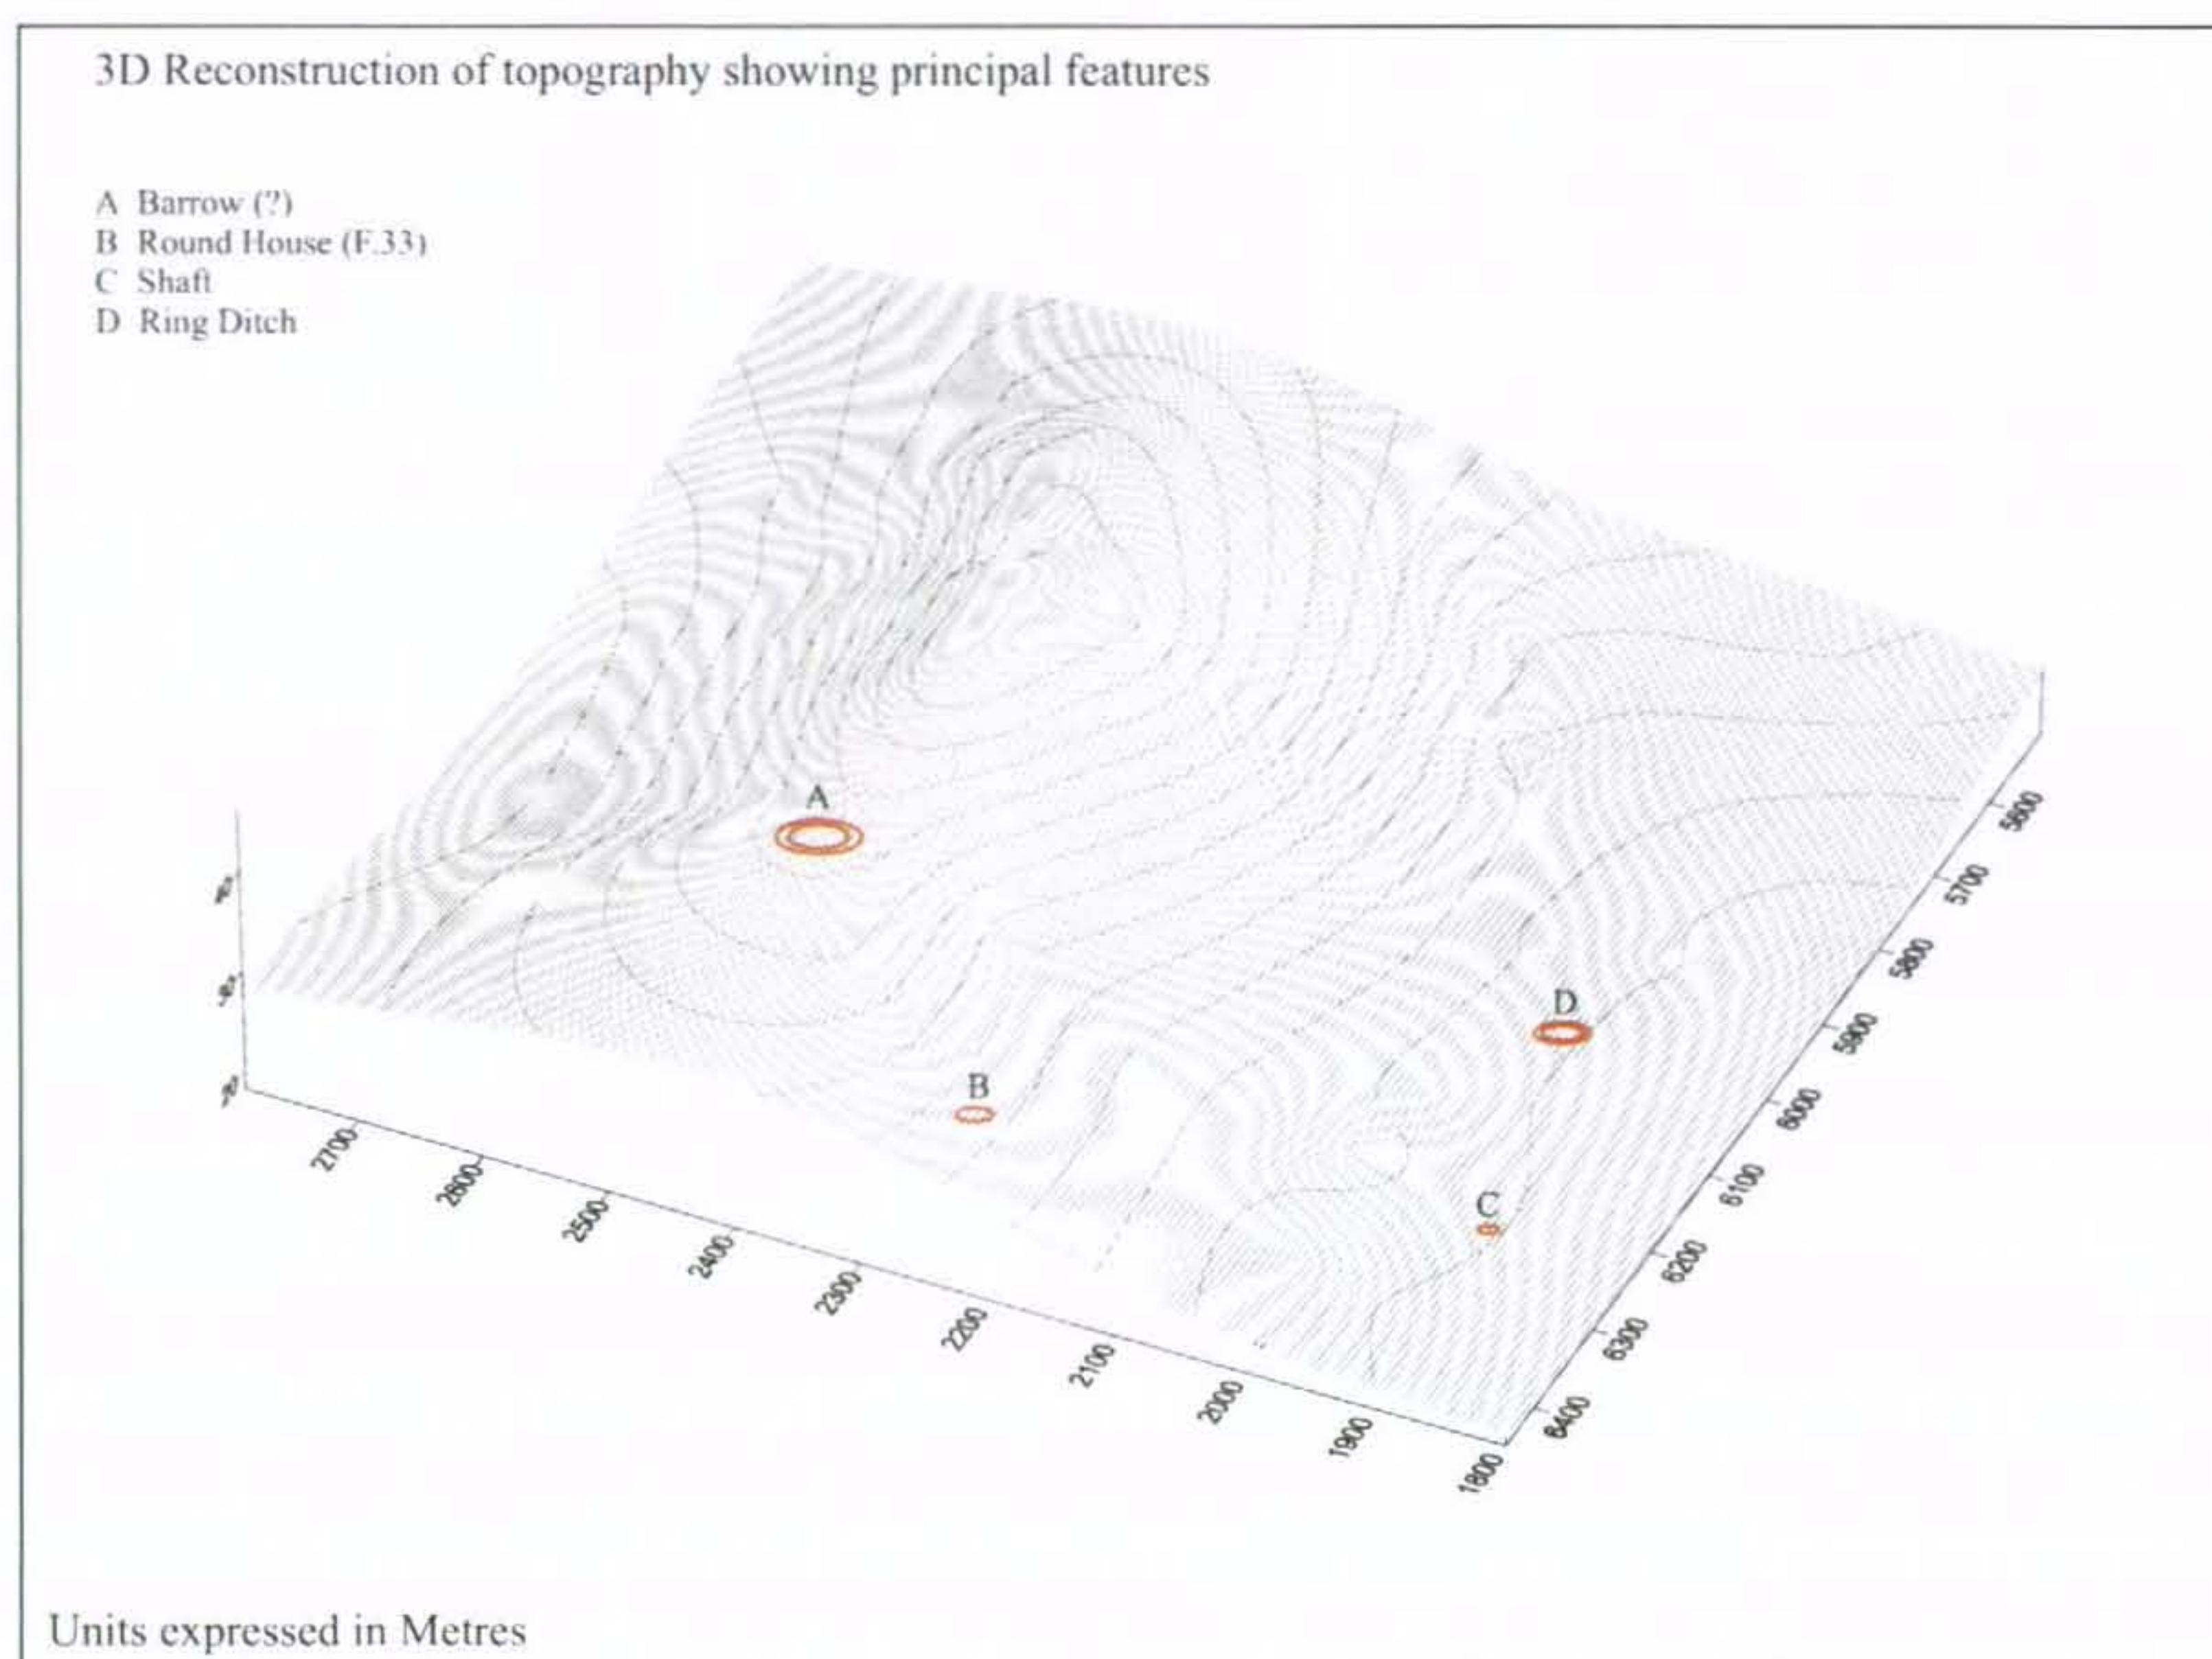 3D Reconstruction of topography showing principal features
A Barrow (?)
B Round House (F.33)
C Shaft
D Ring Ditch
A
B
C
D
2700
2600
2500
2400
2300
2200
2100
2000
1900
1800
5600
5700
5800
5900
6000
6100
6200
6300
6400
Units expressed in Metres